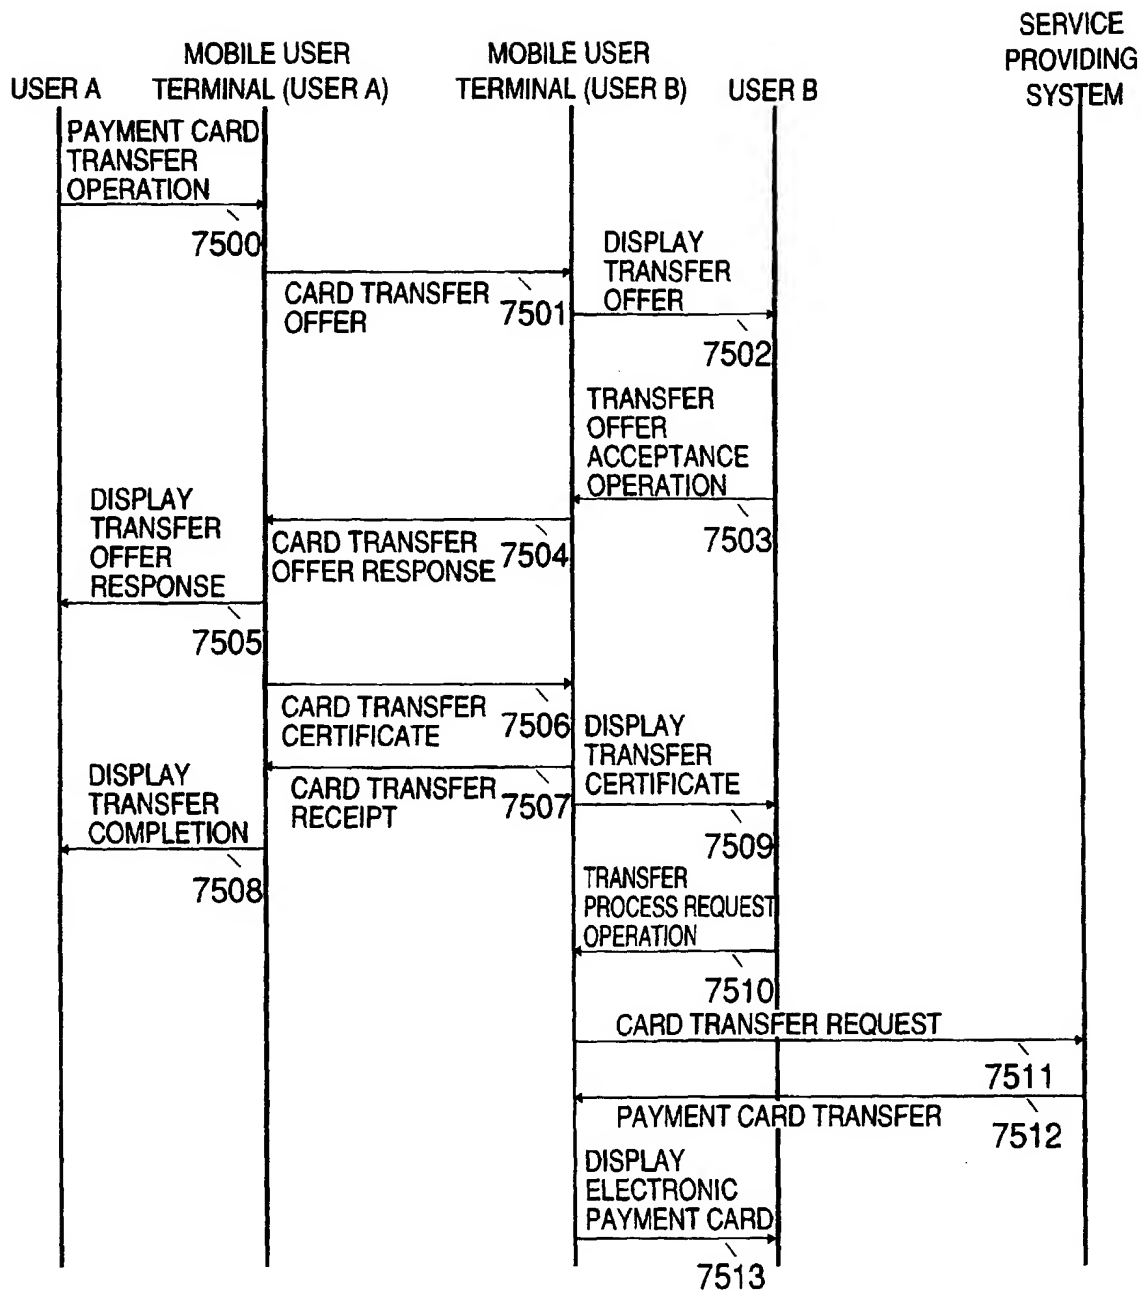 SERVICE
PROVIDING
SYSTEM
MOBILE USER
TERMINAL (USER A)
MOBILE USER
TERMINAL (USER B)
USER A
USER B
PAYMENT CARD
TRANSFER
OPERATION
7500
CARD TRANSFER
OFFER
7501
DISPLAY
TRANSFER
OFFER
7502
TRANSFER
OFFER
ACCEPTANCE
OPERATION
7503
CARD TRANSFER
OFFER RESPONSE
7504
DISPLAY
TRANSFER
OFFER
RESPONSE
7505
CARD TRANSFER
CERTIFICATE
7506
CARD TRANSFER
RECEIPT
7507
DISPLAY
TRANSFER
COMPLETION
7508
DISPLAY
TRANSFER
CERTIFICATE
7509
TRANSFER
PROCESS REQUEST
OPERATION
7510
CARD TRANSFER REQUEST
7511
PAYMENT CARD TRANSFER
7512
DISPLAY
ELECTRONIC
PAYMENT CARD
7513